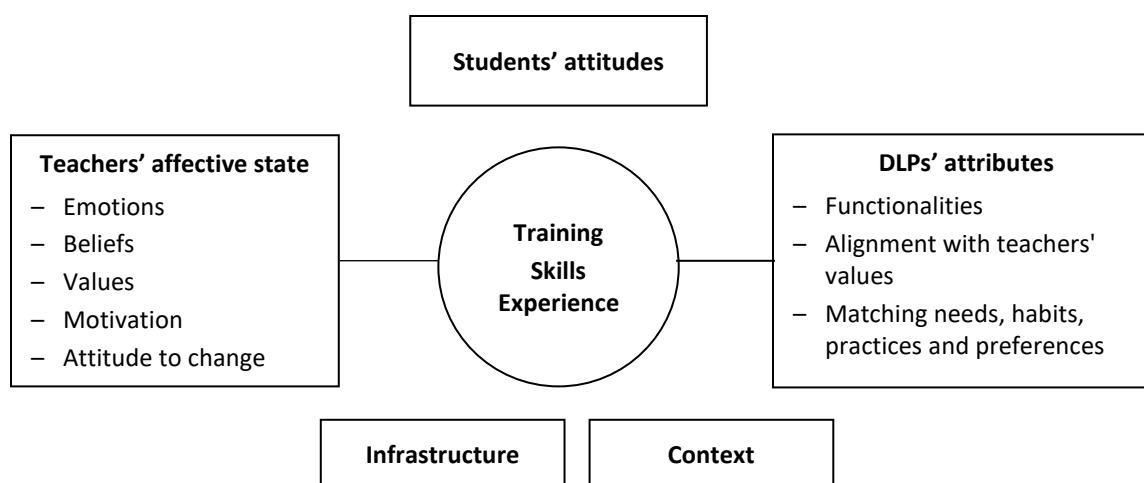 Students’ attitudes
Teachers’ affective state
– Emotions
– Beliefs
– Values
– Motivation
– Attitude to change
Training
Skills
Experience
DLPs’ attributes
– Functionalities
– Alignment with teachers'
values
– Matching needs, habits,
practices and preferences
Infrastructure
Context